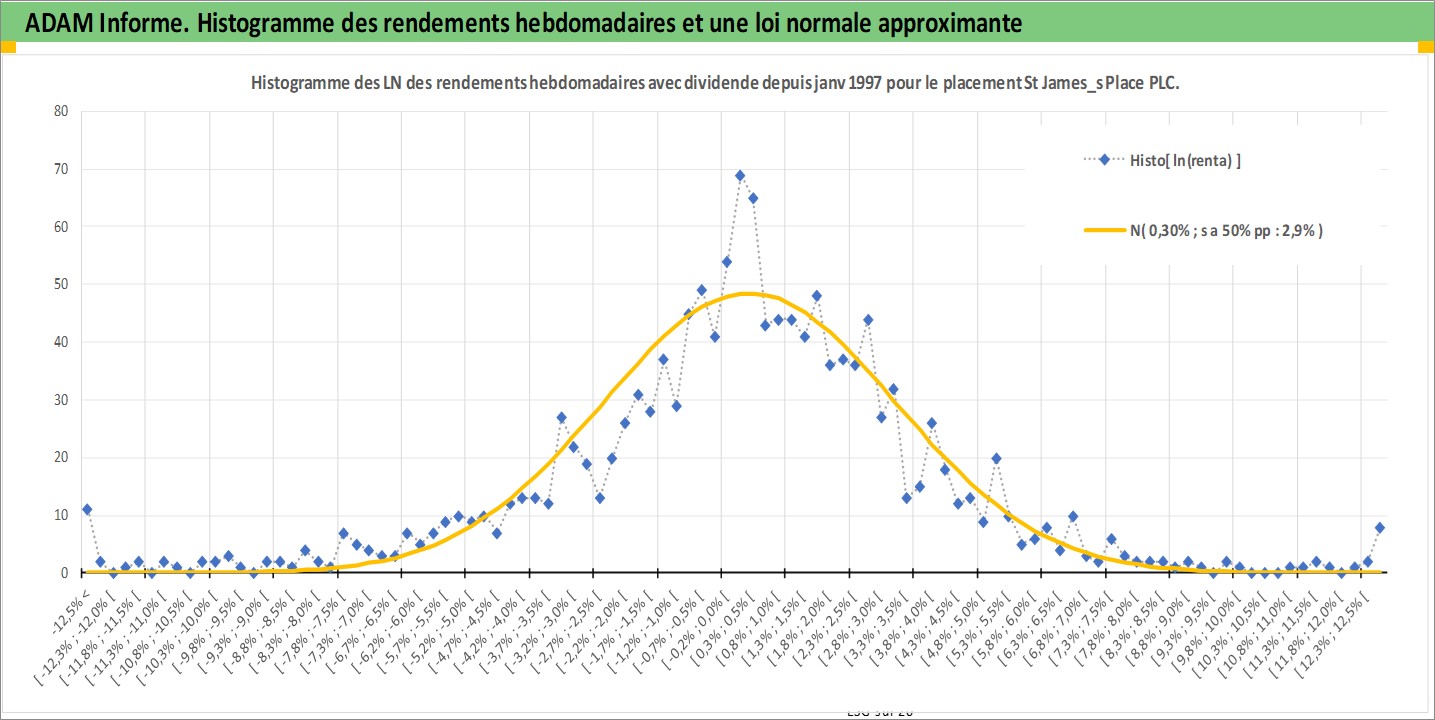 ADAM Informe. Histogramme des rendements hebdomadaires et une loi normale approximante
Histogramme des LN des rendements hebdomadaires avec dividende depuis janv 1997 pour le placement St James_s Place PLC.
80
70
60
50
40
30
20
10
0
Histo[ ln(renta) ]
N( 0,30% ; s a 50% pp : 2,9% )
-12,5% <
[ -12,3% ; -12,0% [
[ -11,8% ; -11,5% [
[ -11,3% ; -11,0% [
[ -10,8% ; -10,5% [
[ -10,3% ; -10,0% [
[ -9,8% ; -9,5% [
[ -9,3% ; -9,0% [
[ -8,8% ; -8,5% [
[ -8,3% ; -8,0% [
[ -7,8% ; -7,5% [
[ -7,3% ; -7,0% [
[ -6,7% ; -6,5% [
[ -6,2% ; -6,0% [
[ -5,7% ; -5,5% [
[ -5,2% ; -5,0% [
[ -4,7% ; -4,5% [
[ -4,2% ; -4,0% [
[ -3,7% ; -3,5% [
[ -3,2% ; -3,0% [
[ -2,7% ; -2,5% [
[ -2,2% ; -2,0% [
[ -1,7% ; -1,5% [
[ -1,2% ; -1,0% [
[ -0,7% ; -0,5% [
[ -0,2% ; 0,0% [
[ 0,3% ; 0,5% [
[ 0,8% ; 1,0% [
[ 1,3% ; 1,5% [
[ 1,8% ; 2,0% [
[ 2,3% ; 2,5% [
[ 2,8% ; 3,0% [
[ 3,3% ; 3,5% [
[ 3,8% ; 4,0% [
[ 4,3% ; 4,5% [
[ 4,8% ; 5,0% [
[ 5,3% ; 5,5% [
[ 5,8% ; 6,0% [
[ 6,3% ; 6,5% [
[ 6,8% ; 7,0% [
[ 7,3% ; 7,5% [
[ 7,8% ; 8,0% [
[ 8,3% ; 8,5% [
[ 8,8% ; 9,0% [
[ 9,3% ; 9,5% [
[ 9,8% ; 10,0% [
[ 10,3% ; 10,5% [
[ 10,8% ; 11,0% [
[ 11,3% ; 11,5% [
[ 11,8% ; 12,0% [
[ 12,3% ; 12,5% [